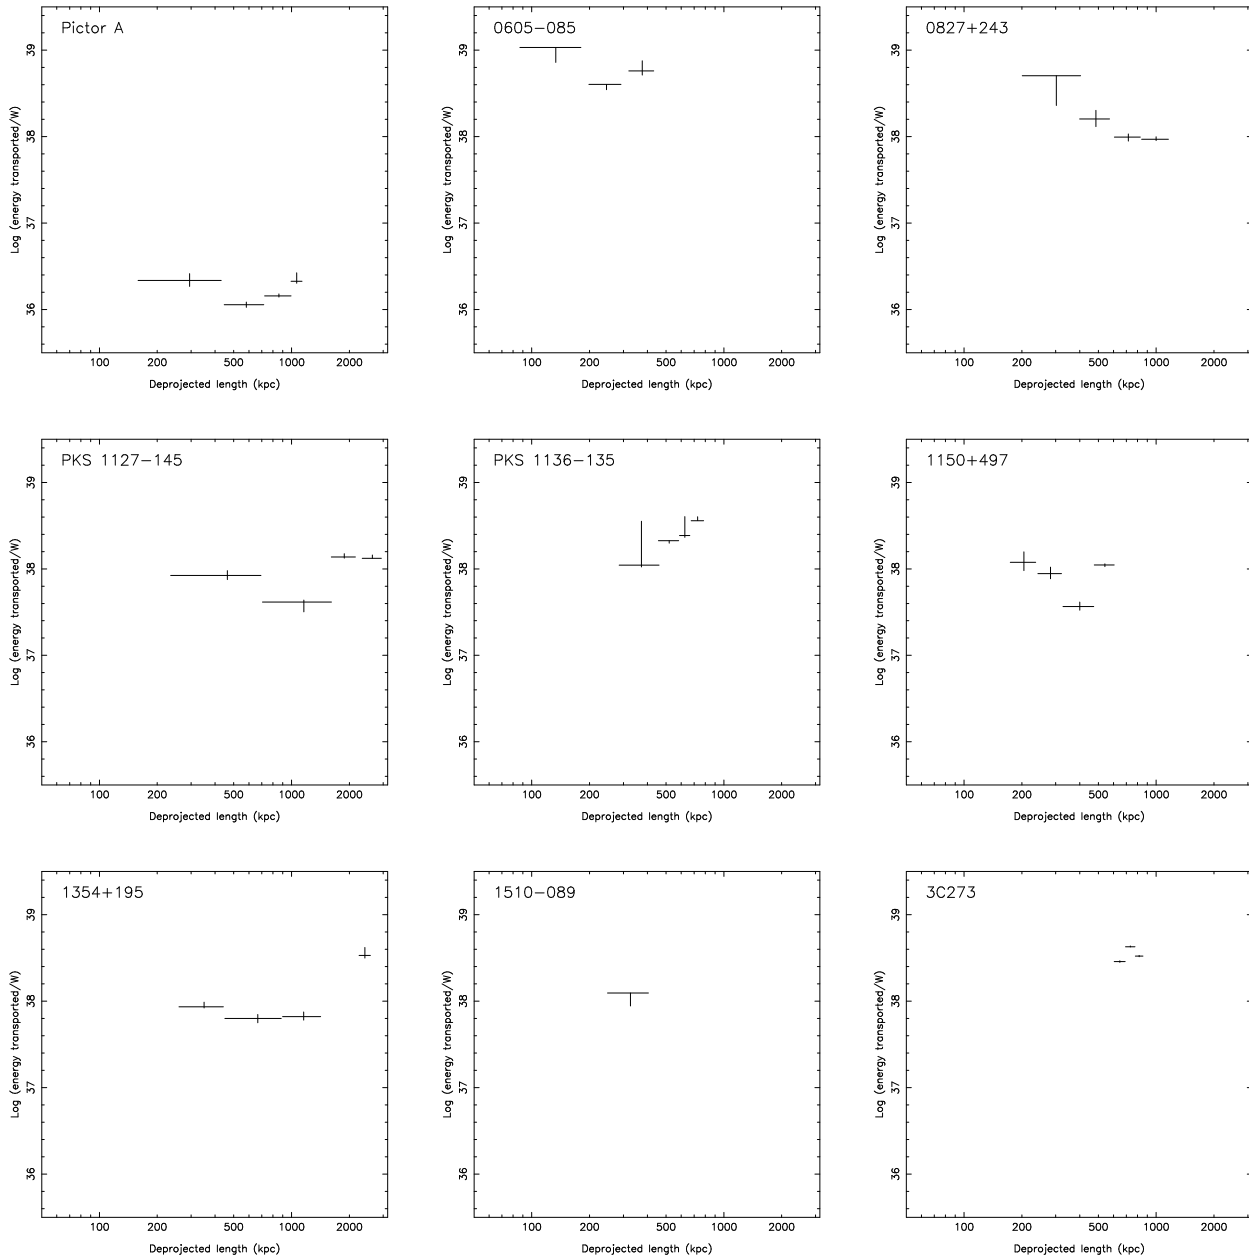 Pictor A
Log (energy transported/W)
39
38
37
36
100 200 500 1000 2000
Deprojected length (kpc)
0605−085
Log (energy transported/W)
39
38
37
36
100 200 500 1000 2000
Deprojected length (kpc)
0827+243
Log (energy transported/W)
39
38
37
36
100 200 500 1000 2000
Deprojected length (kpc)
PKS 1127−145
Log (energy transported/W)
39
38
37
36
100 200 500 1000 2000
Deprojected length (kpc)
PKS 1136−135
Log (energy transported/W)
39
38
37
36
100 200 500 1000 2000
Deprojected length (kpc)
1150+497
Log (energy transported/W)
39
38
37
36
100 200 500 1000 2000
Deprojected length (kpc)
1354+195
Log (energy transported/W)
39
38
37
36
100 200 500 1000 2000
Deprojected length (kpc)
1510−089
Log (energy transported/W)
39
38
37
36
100 200 500 1000 2000
Deprojected length (kpc)
3C273
Log (energy transported/W)
39
38
37
36
100 200 500 1000 2000
Deprojected length (kpc)